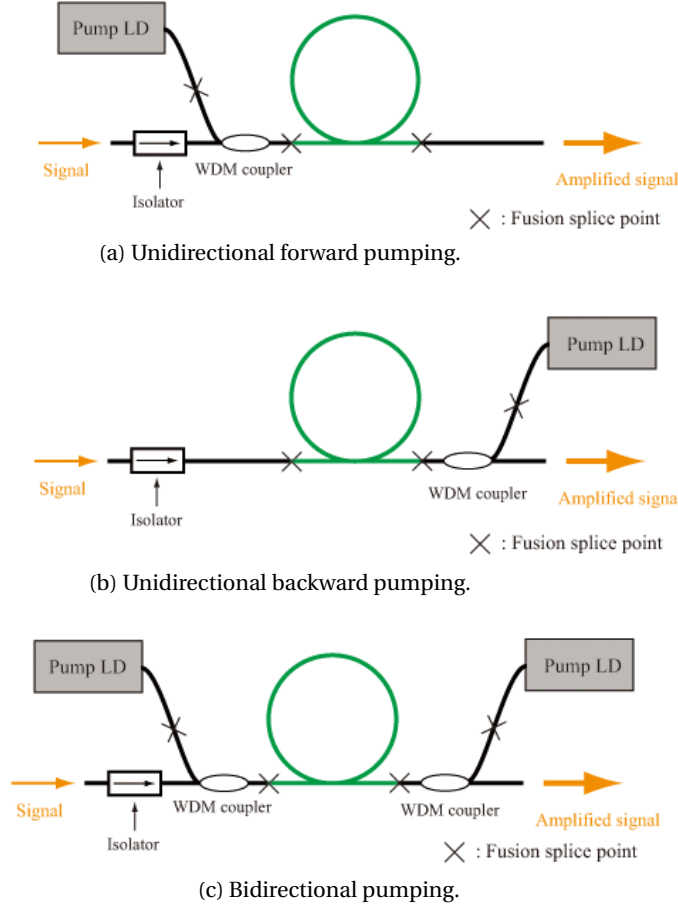 Pump LD
Signal
WDM coupler
Isolator
Amplified signal
: Fusion splice point
(a) Unidirectional forward pumping.
Pump LD
Signal
WDM coupler
Isolator
Amplified signa
: Fusion splice point
(b) Unidirectional backward pumping.
Pump LD
Pump LD
Signal
WDM coupler
WDM coupler
Isolator
Amplified signal
: Fusion splice point
(c) Bidirectional pumping.